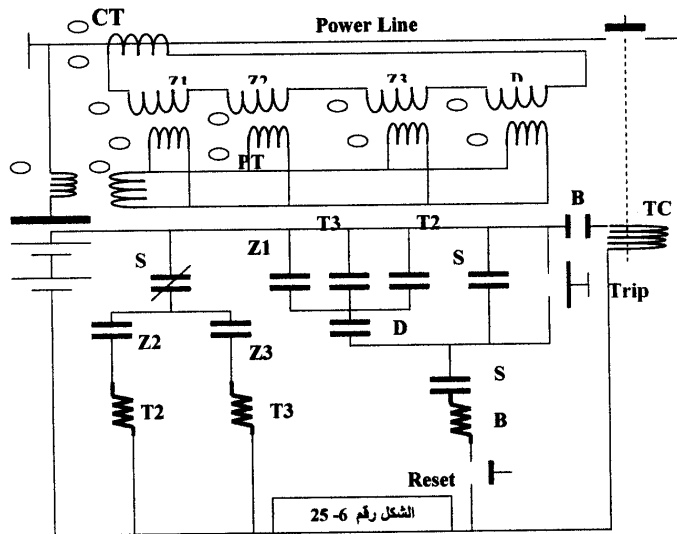 CT
Power Line
Z1 Z2 Z3 D
PT
B
TC
T3 T2
S
Z1
S
Trip
Z2
Z3
D
S
T2
T3
B
Reset
الشكل رقم 6- 25